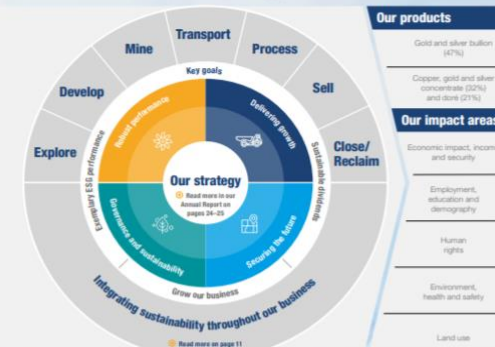 Explore
Develop
Mine
Transport
Process
Sell
Close/
Reclaim
Key goals
Exemplary ESG performance
Sustainable dividends
Grow our business
Robust performance
Delivering growth
Governance and sustainability
Securing the future
Our strategy
Read more in our
Annual Report on
pages 24–25
Integrating sustainability throughout our business
Read more on page 11
Our products
Gold and silver bullion
(47%)
Copper, gold and silver
concentrate (32%)
and doré (21%)
Our impact areas
Economic impact, incom
and security
Employment,
education and
demography
Human
rights
Environment,
health and safety
Land use